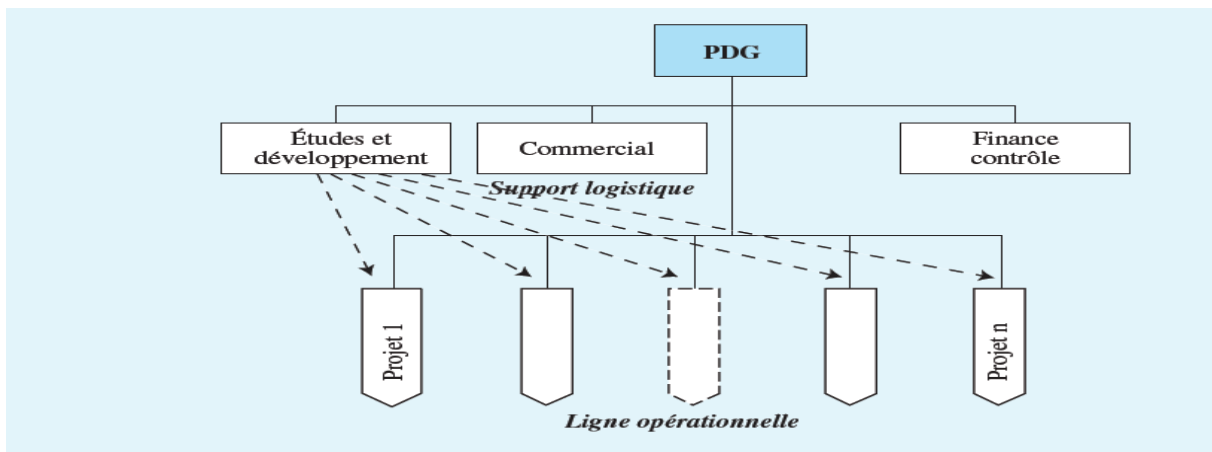 PDG
Études et
développement
Commercial
Finance
contrôle
Support logistique
Projet 1
Projet n
Ligne opérationnelle